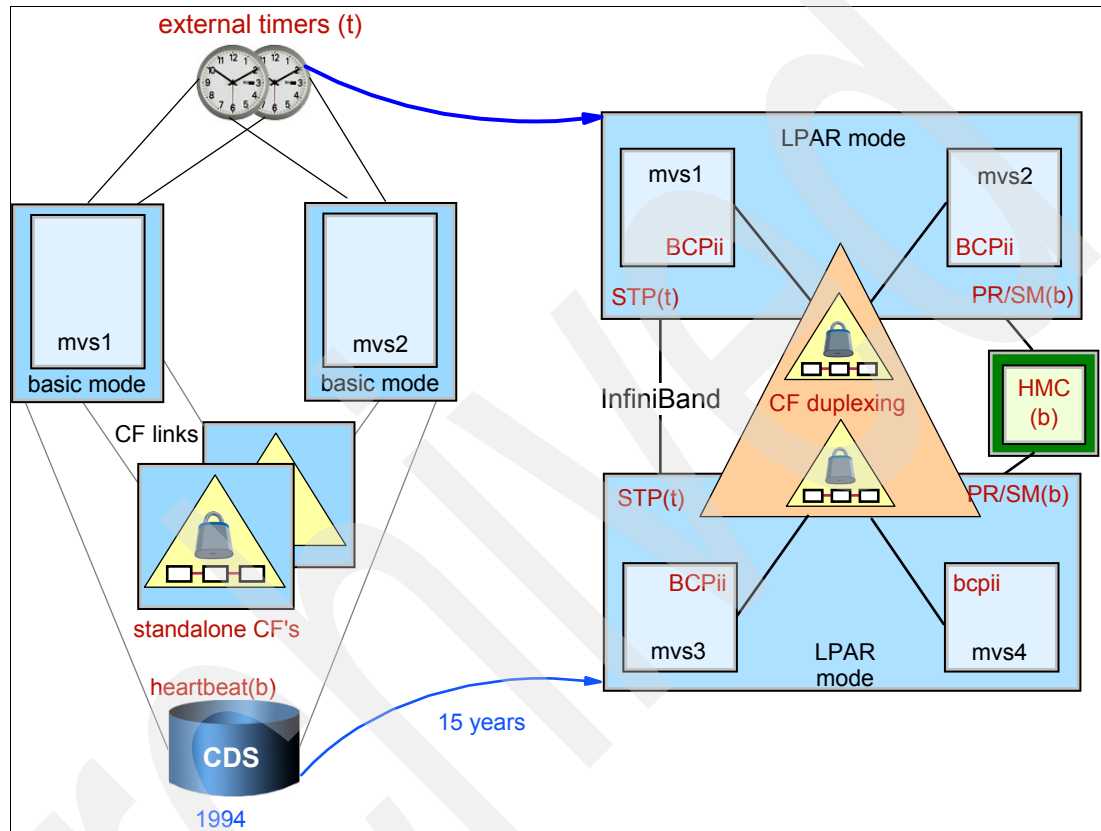 external timers (t)
LPAR mode
mvs1
mvs2
BCPii
BCPii
STP(t)
PR/SM(b)
mvs1
basic mode
mvs2
basic mode
CF links
InfiniBand
CF duplexing
HMC
(b)
STP(t)
PR/SM(b)
BCPii
mvs3
bcpii
mvs4
LPAR
mode
standalone CF's
heartbeat(b)
CDS
1994
15 years